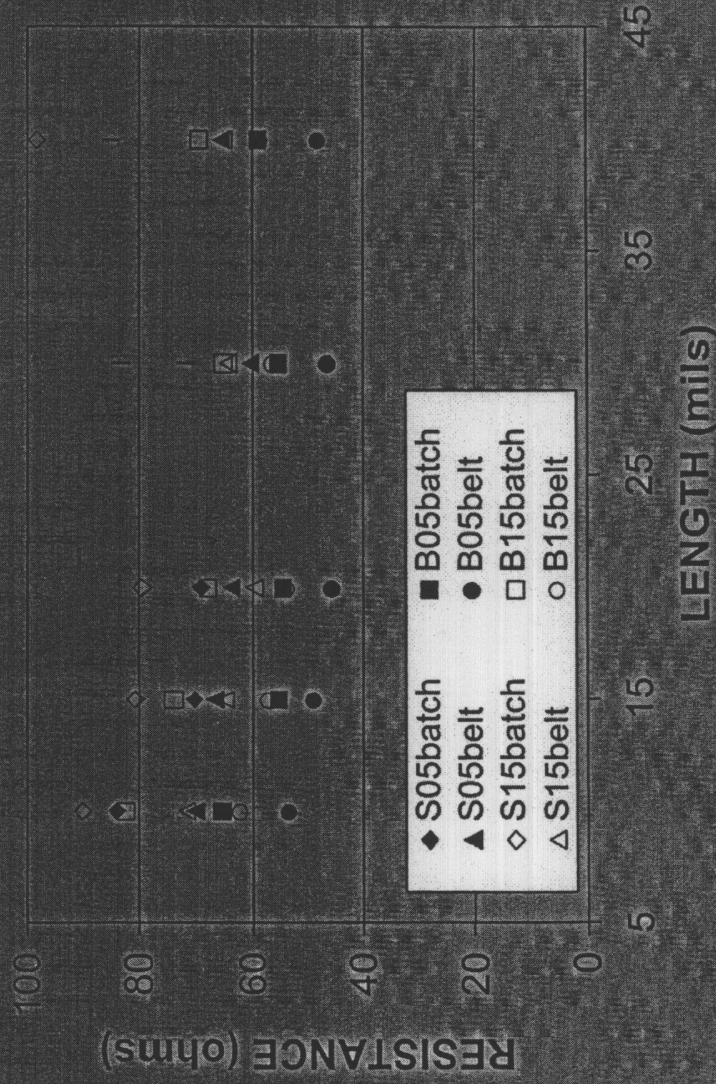 RESISTANCE (ohms)
100
80
60
40
20
0
S05batch
S05belt
S15batch
S15belt
B05batch
B05belt
B15batch
B15belt
5
15
25
35
45
LENGTH (mils)